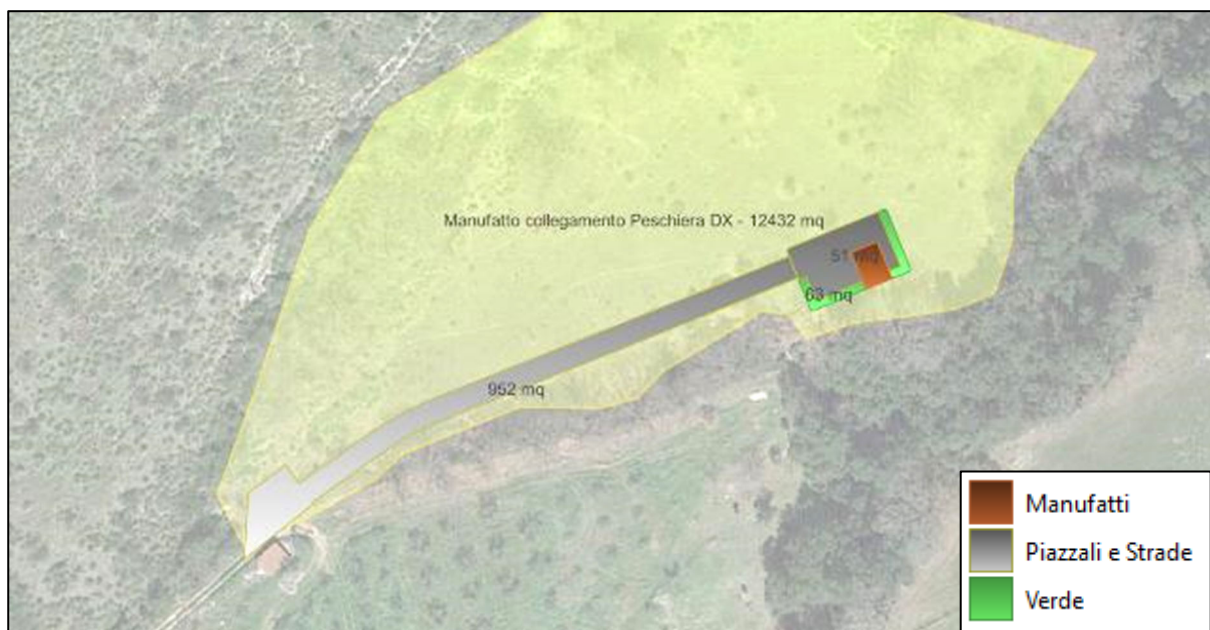 Manufatto collegamento Peschiera DX - 12432 mq
51 mq
63 mq
952 mq
Manufatti
Piazzali e Strade
Verde